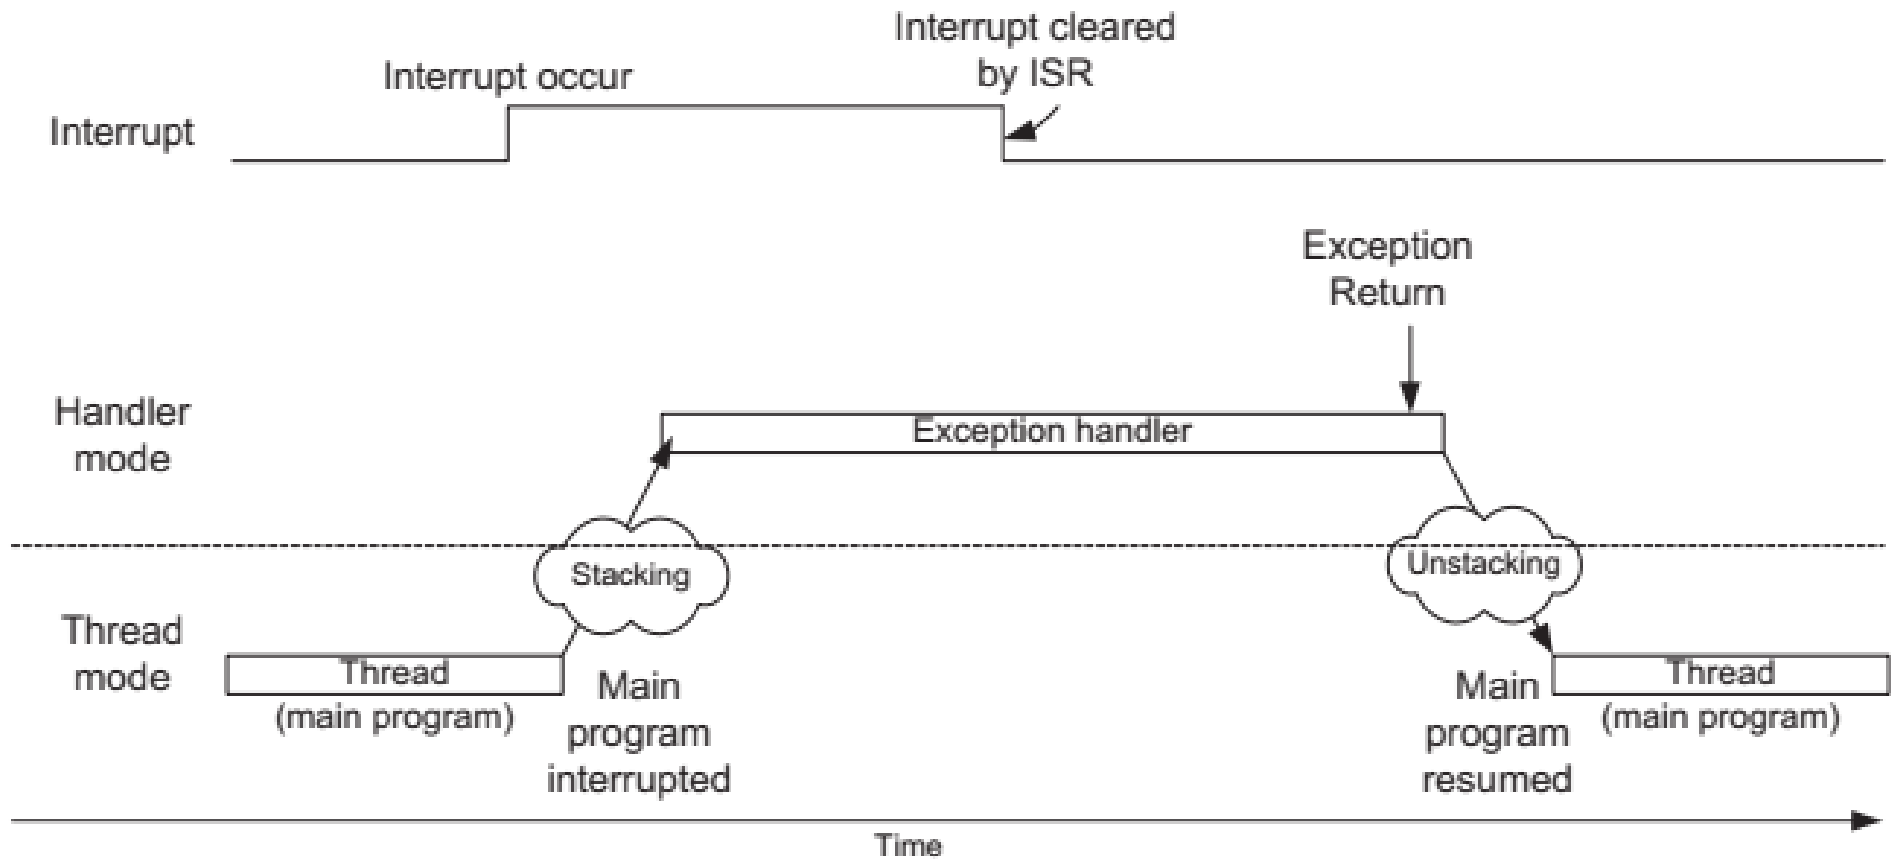 Interrupt cleared
by ISR
Interrupt occur
Interrupt
Exception
Return
Handler
mode
Exception handler
Stacking
Unstacking
Thread
mode
Thread
(main program)
Main
program
interrupted
Main
program
resumed
Thread
(main program)
Time